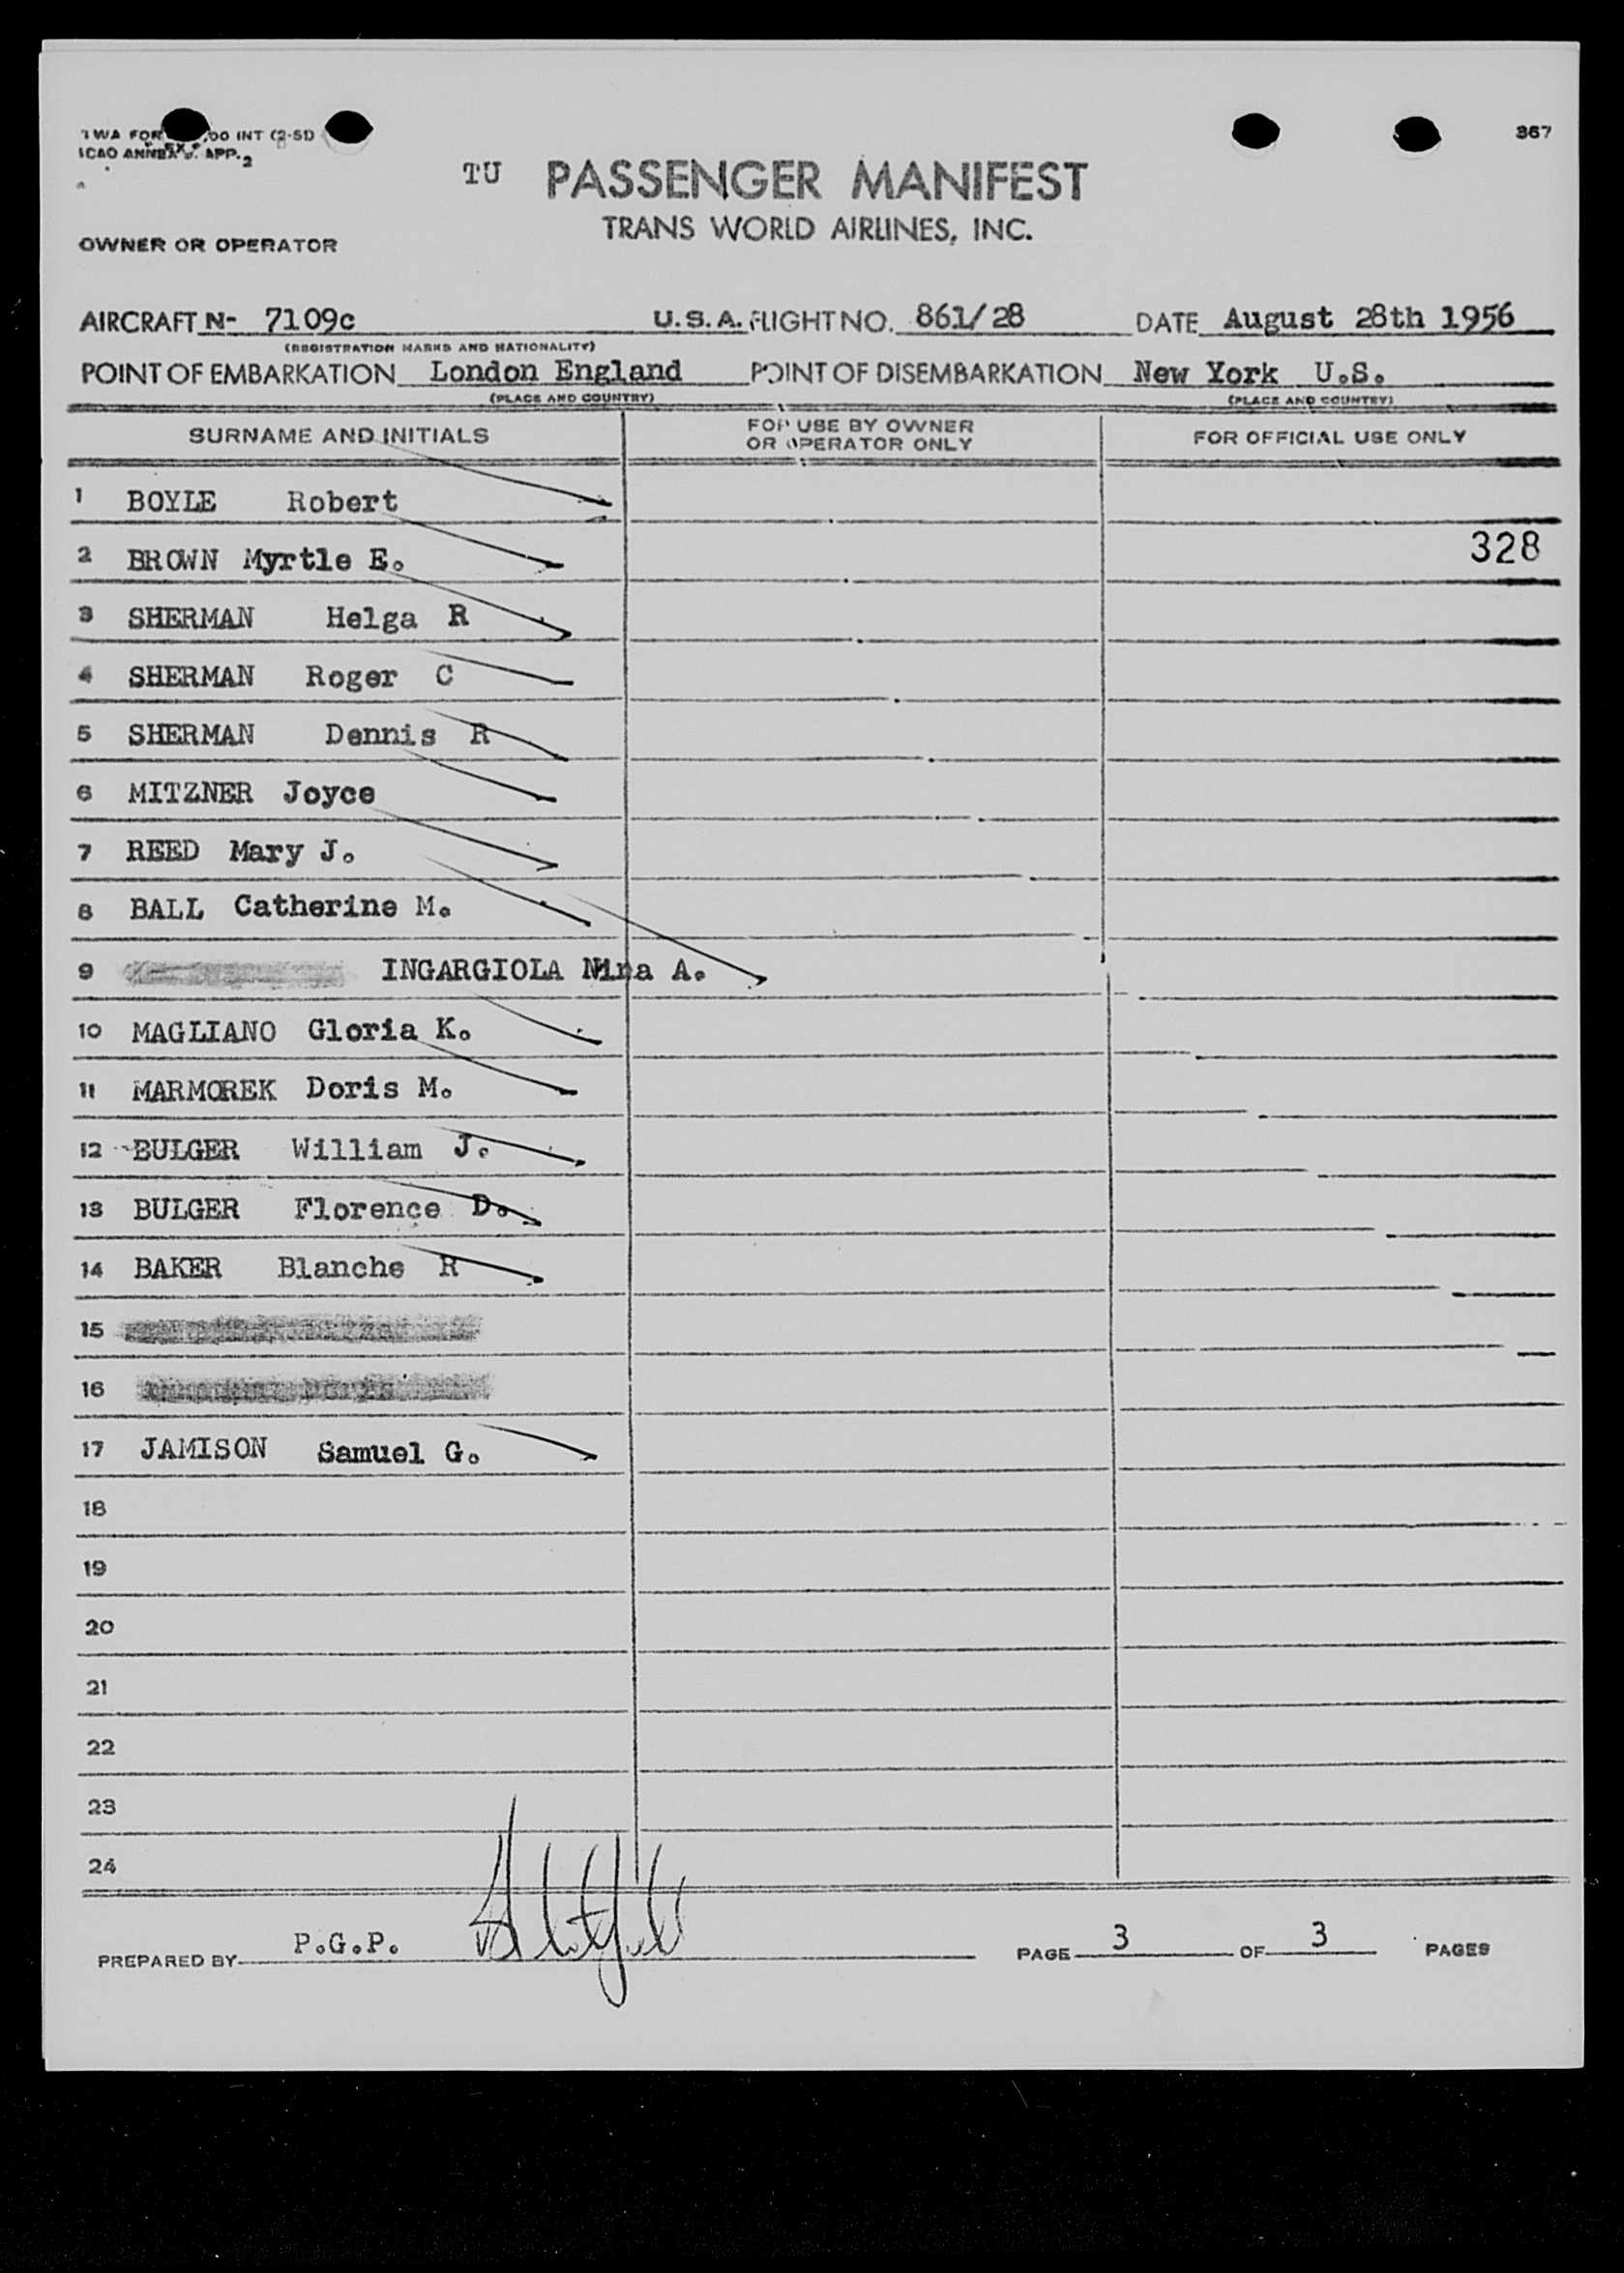 TWA FOR ,00 INT (2-51)
ICAO ANNEX 9. APP. 2
367
TU PASSENGER MANIFEST
TRANS WORLD AIRLINES, INC.
OWNER OR OPERATOR
AIRCRAFT N- 7109c U.S.A. FLIGHT NO. 861/28 DATE August 28th 1956
(REGISTRATION MARKS AND NATIONALITY)
POINT OF EMBARKATION London England POINT OF DISEMBARKATION New York U.S.
(PLACE AND COUNTRY) (PLACE AND COUNTRY)
SURNAME AND INITIALS FOR USE BY OWNER OR OPERATOR ONLY FOR OFFICIAL USE ONLY
1 BOYLE Robert
2 BROWN Myrtle E. 328
3 SHERMAN Helga R
4 SHERMAN Roger C
5 SHERMAN Dennis R
6 MITZNER Joyce
7 REED Mary J.
8 BALL Catherine M.
9 INGARGIOLA Nina A.
10 MAGLIANO Gloria K.
11 MARMOREK Doris M.
12 BULGER William J.
13 BULGER Florence D.
14 BAKER Blanche R
15
16
17 JAMISON Samuel G.
18
19
20
21
22
23
24
PREPARED BY P.G.P. PAGE 3 OF 3 PAGES